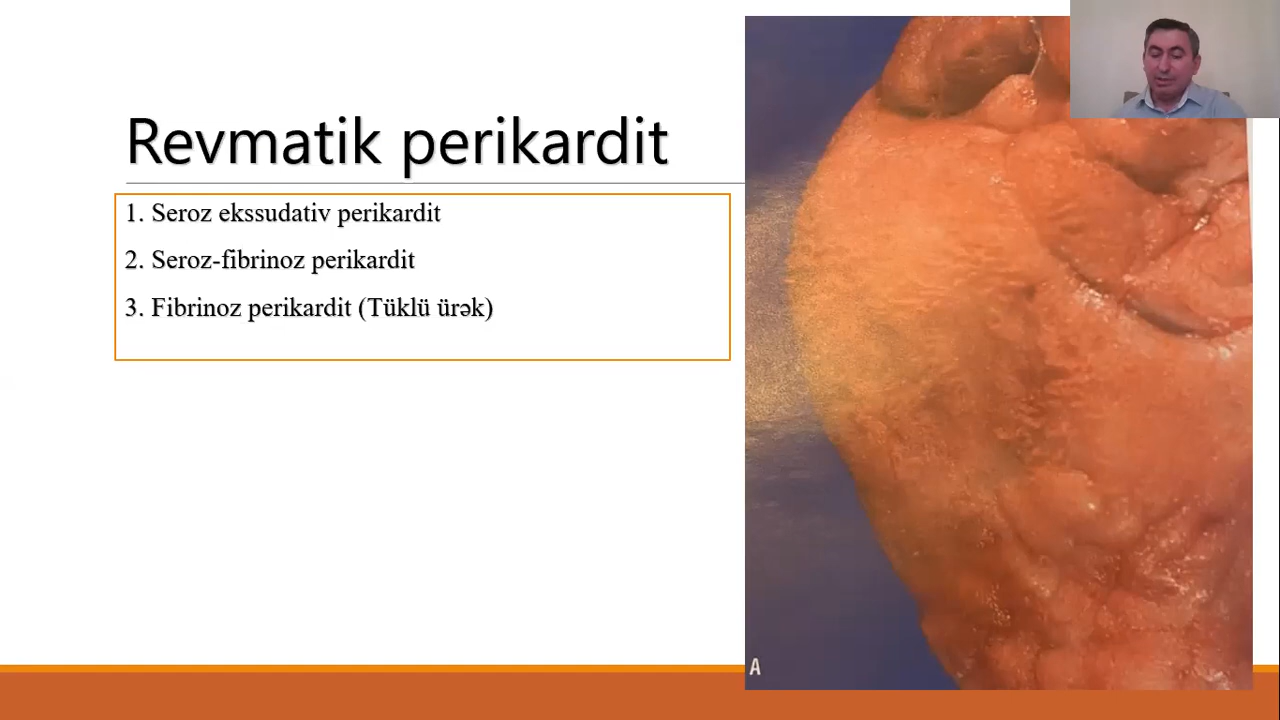 Revmatik perikardit
1. Seroz ekssudativ perikardit
2. Seroz-fibrinoz perikardit
3. Fibrinoz perikardit (Tüklü ürək)
A